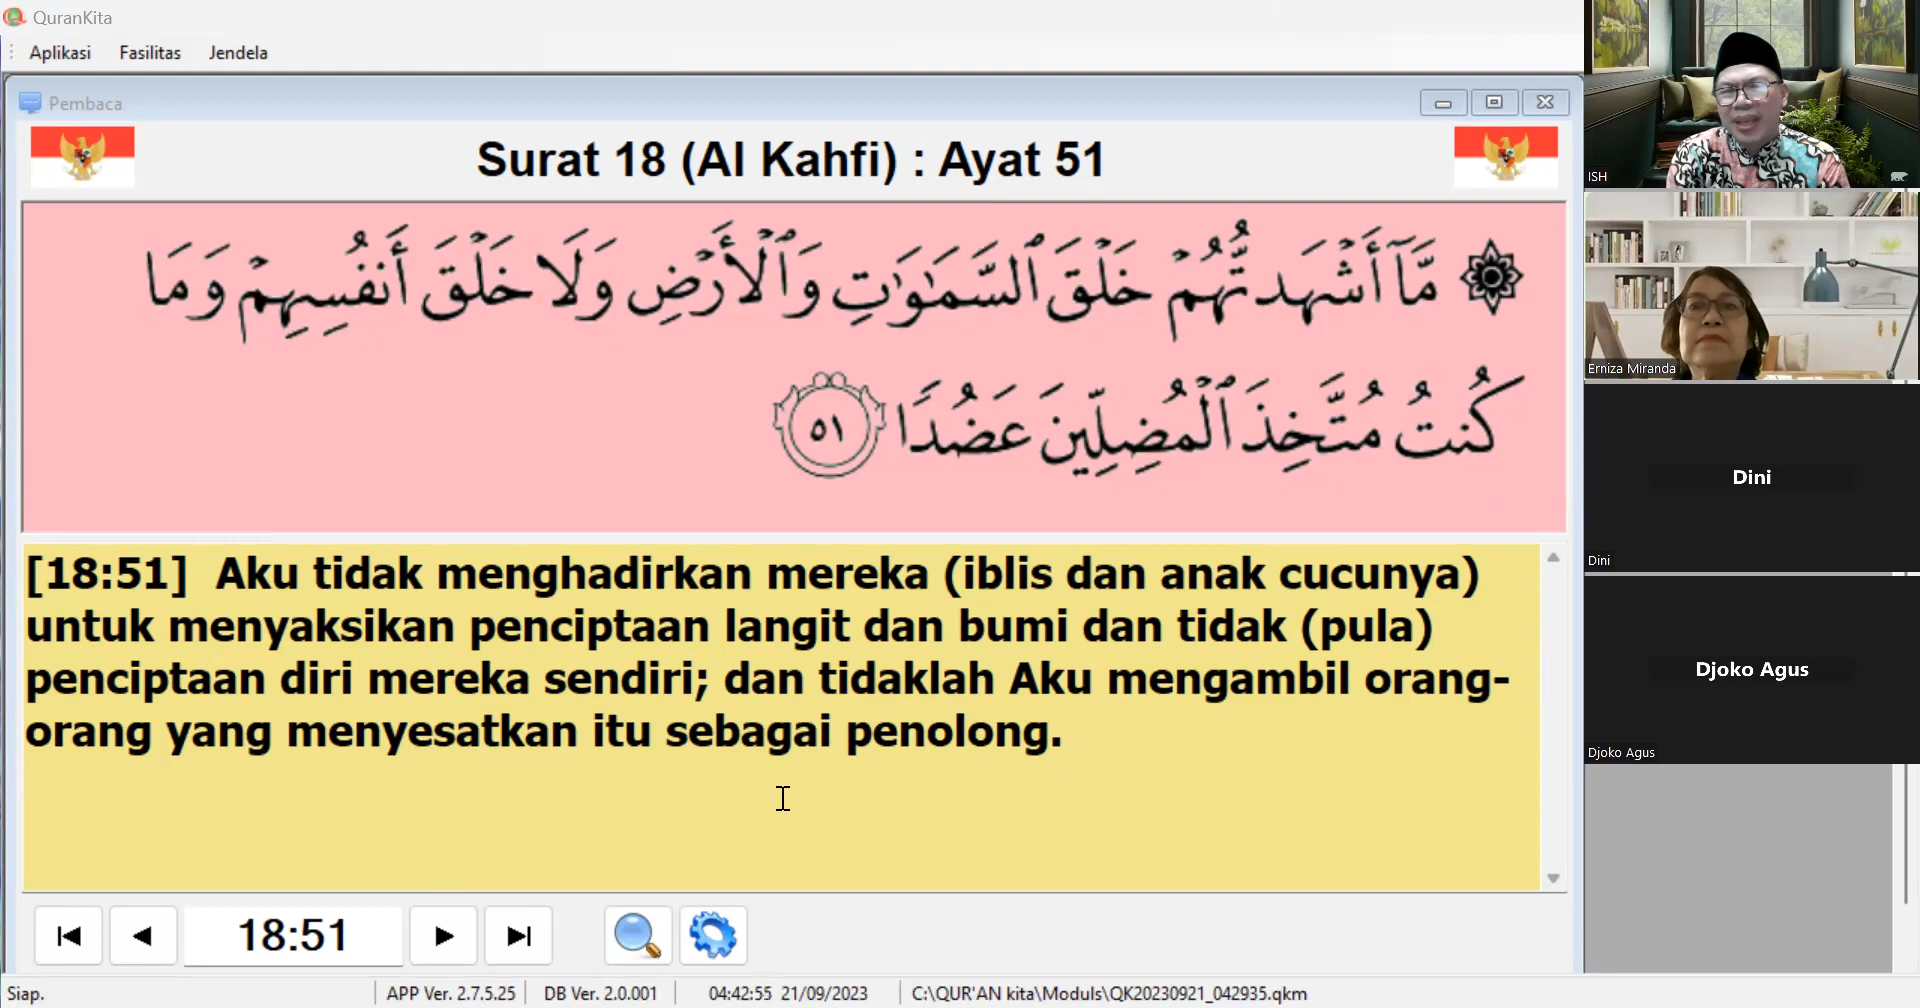 QuranKita
Aplikasi Fasilitas Jendela
Pembaca
Surat 18 (Al Kahfi) : Ayat 51
۞ مَّآ أَشْهَدتُّهُمْ خَلْقَ ٱلسَّمَٰوَٰتِ وَٱلْأَرْضِ وَلَا خَلْقَ أَنفُسِهِمْ وَمَا
كُنتُ مُتَّخِذَ ٱلْمُضِلِّينَ عَضُدًا ٥١
[18:51] Aku tidak menghadirkan mereka (iblis dan anak cucunya)
untuk menyaksikan penciptaan langit dan bumi dan tidak (pula)
penciptaan diri mereka sendiri; dan tidaklah Aku mengambil orang-
orang yang menyesatkan itu sebagai penolong.
18:51
Siap. APP Ver. 2.7.5.25 DB Ver. 2.0.001 04:42:55 21/09/2023 C:\QUR'AN kita\Moduls\QK20230921_042935.qkm
ISH
Erniza Miranda
Dini
Dini
Djoko Agus
Djoko Agus